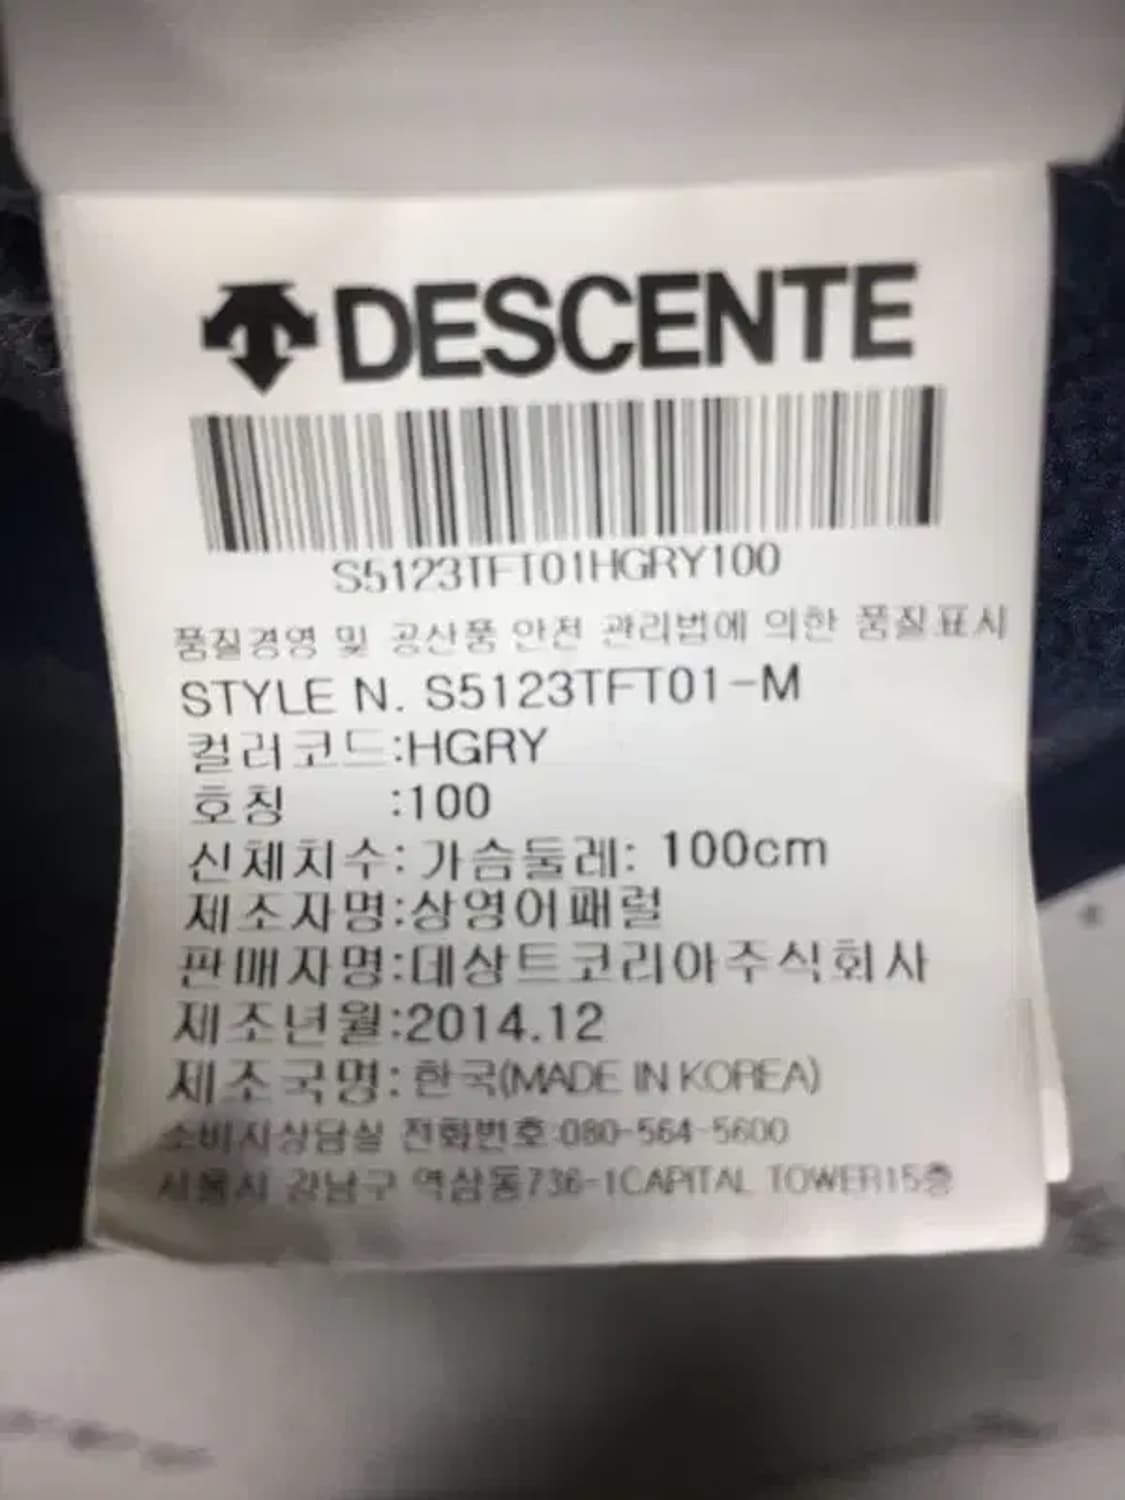 DESCENTE
S5123TFT01HGRY100
품질경영 및 공산품 안전 관리법에 의한 품질표시
STYLE N. S5123TFT01-M
컬러코드:HGRY
호칭 :100
신체치수: 가슴둘레: 100cm
제조자명:상영어패럴
판매자명:데상트코리아주식회사
제조년월:2014.12
제조국명: 한국(MADE IN KOREA)
소비자상담실 전화번호:080-564-5600
서울시 강남구 역삼동736-1CAPITAL TOWER15층